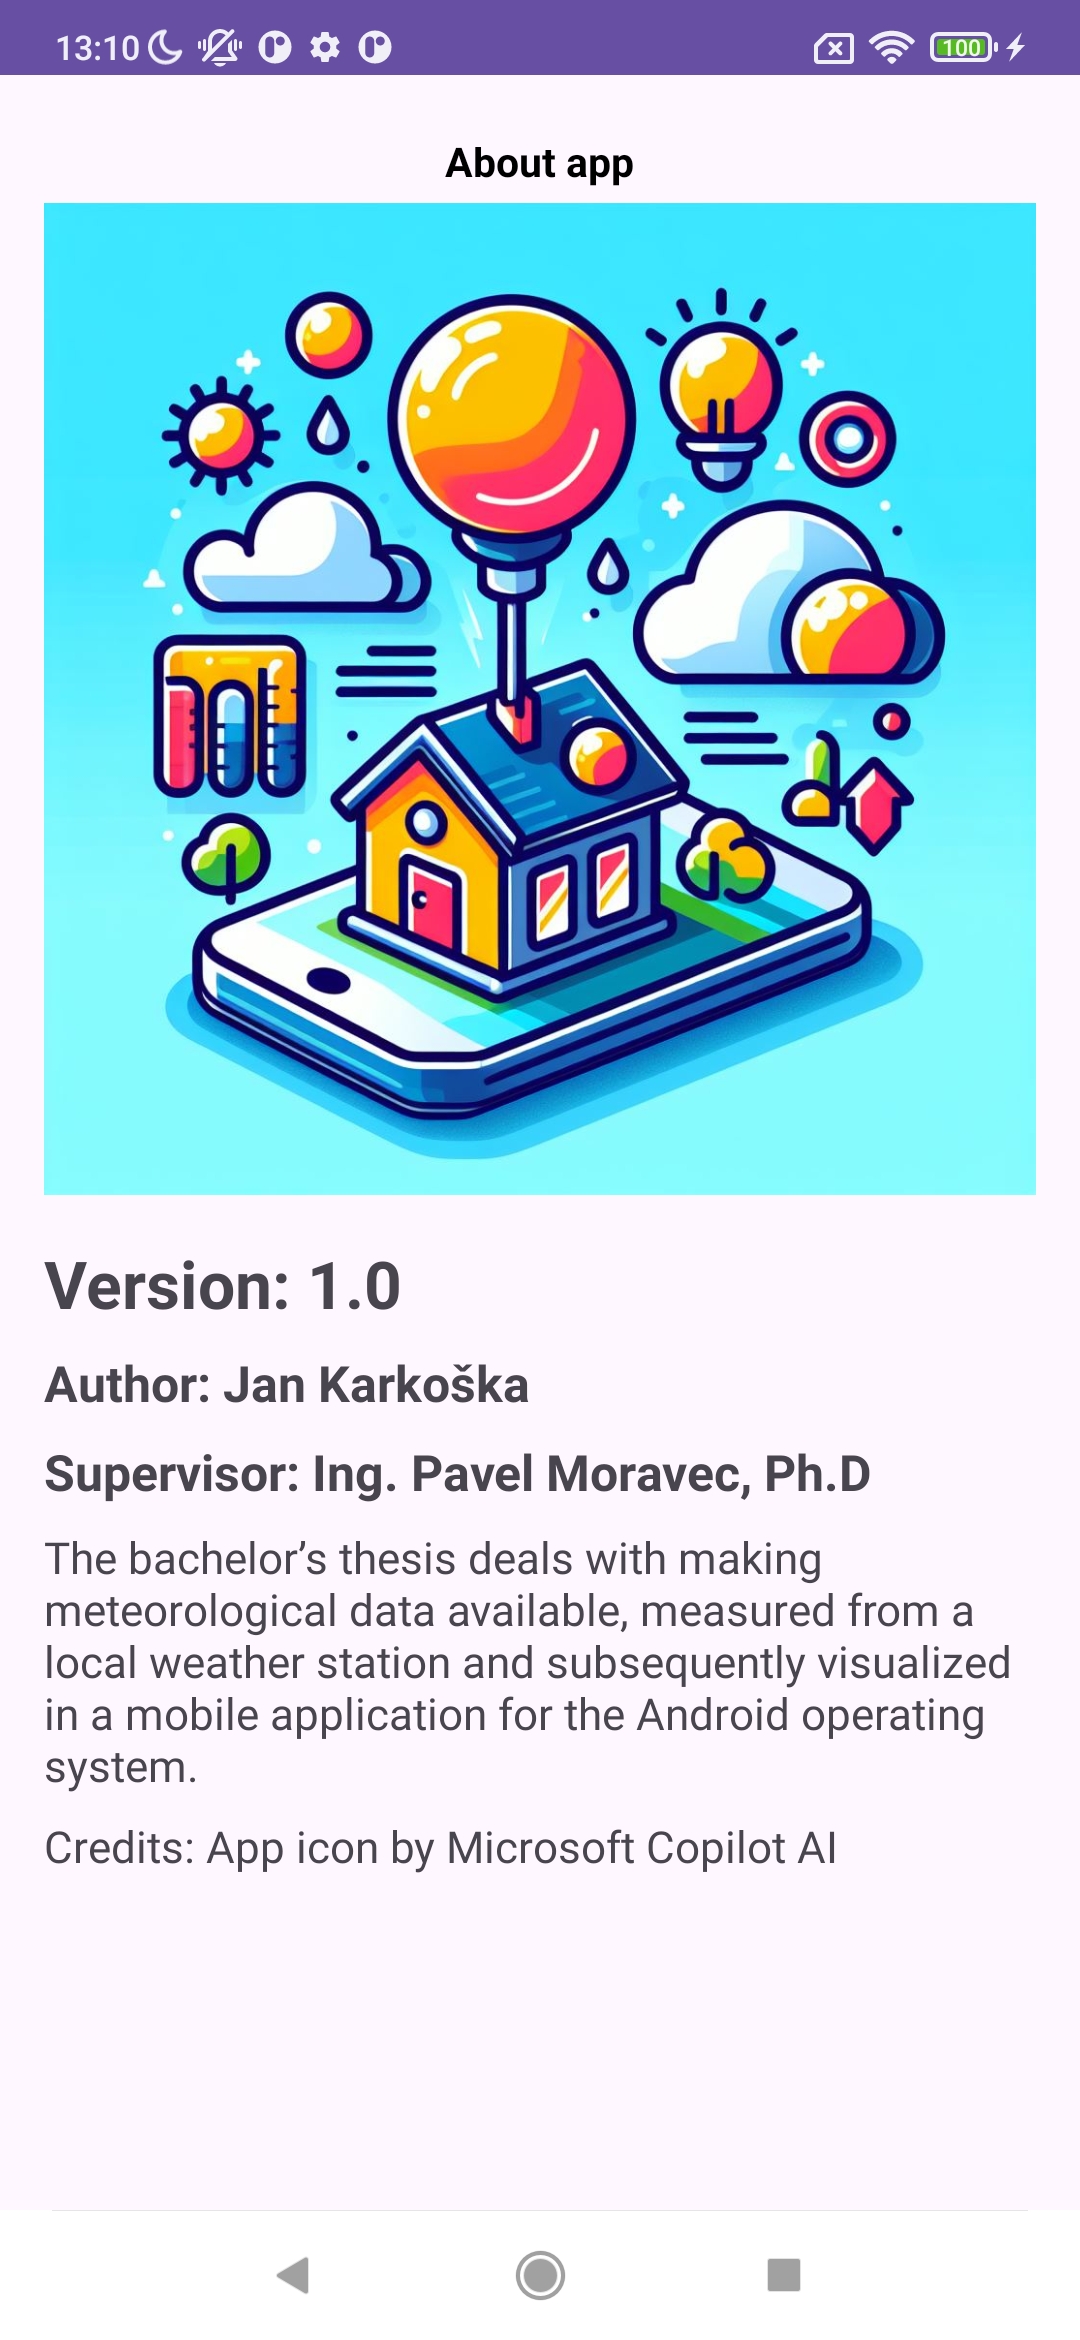 13:10
100
About app
Version: 1.0
Author: Jan Karkoška
Supervisor: Ing. Pavel Moravec, Ph.D
The bachelor’s thesis deals with making
meteorological data available, measured from a
local weather station and subsequently visualized
in a mobile application for the Android operating
system.
Credits: App icon by Microsoft Copilot AI